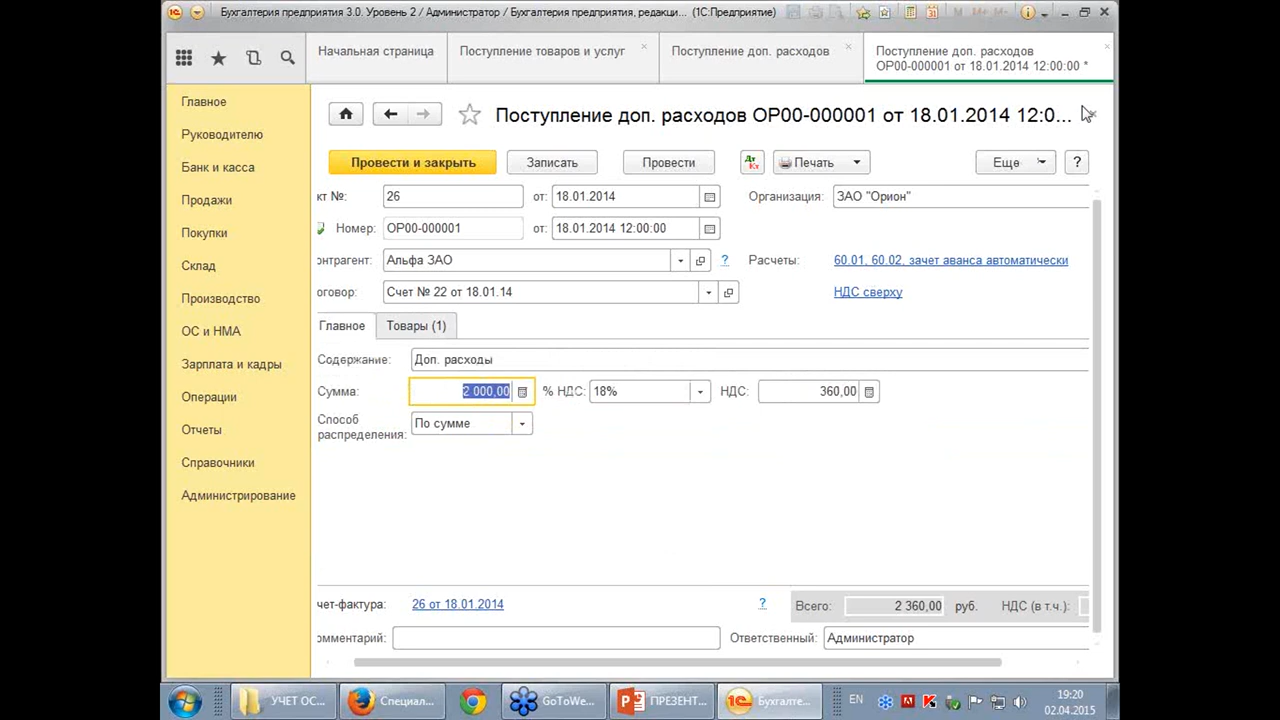 Бухгалтерия предприятия 3.0. Уровень 2 / Администратор / Бухгалтерия предприятия, редакци... (1С:Предприятие)
Начальная страница
Поступление товаров и услуг
Поступление доп. расходов
Поступление доп. расходов
ОР00-000001 от 18.01.2014 12:00:00 *
Главное
Руководителю
Банк и касса
Продажи
Покупки
Склад
Производство
ОС и НМА
Зарплата и кадры
Операции
Отчеты
Справочники
Администрирование
Поступление доп. расходов ОР00-000001 от 18.01.2014 12:0...
Провести и закрыть
Записать
Провести
Дт Кт
Печать
Еще
?
кт №: 26 от: 18.01.2014 Организация: ЗАО "Орион"
Номер: ОР00-000001 от: 18.01.2014 12:00:00
онтрагент: Альфа ЗАО ? Расчеты: 60.01, 60.02, зачет аванса автоматически
оговор: Счет № 22 от 18.01.14 НДС сверху
Главное Товары (1)
Содержание: Доп. расходы
Сумма: 2 000,00 % НДС: 18% НДС: 360,00
Способ
распределения: По сумме
чет-фактура: 26 от 18.01.2014 ? Всего: 2 360,00 руб. НДС (в т.ч.):
омментарий: Ответственный: Администратор
УЧЕТ ОС...
Специал...
GoToWe...
ПРЕЗЕНТ...
Бухгалте...
EN
19:20
02.04.2015